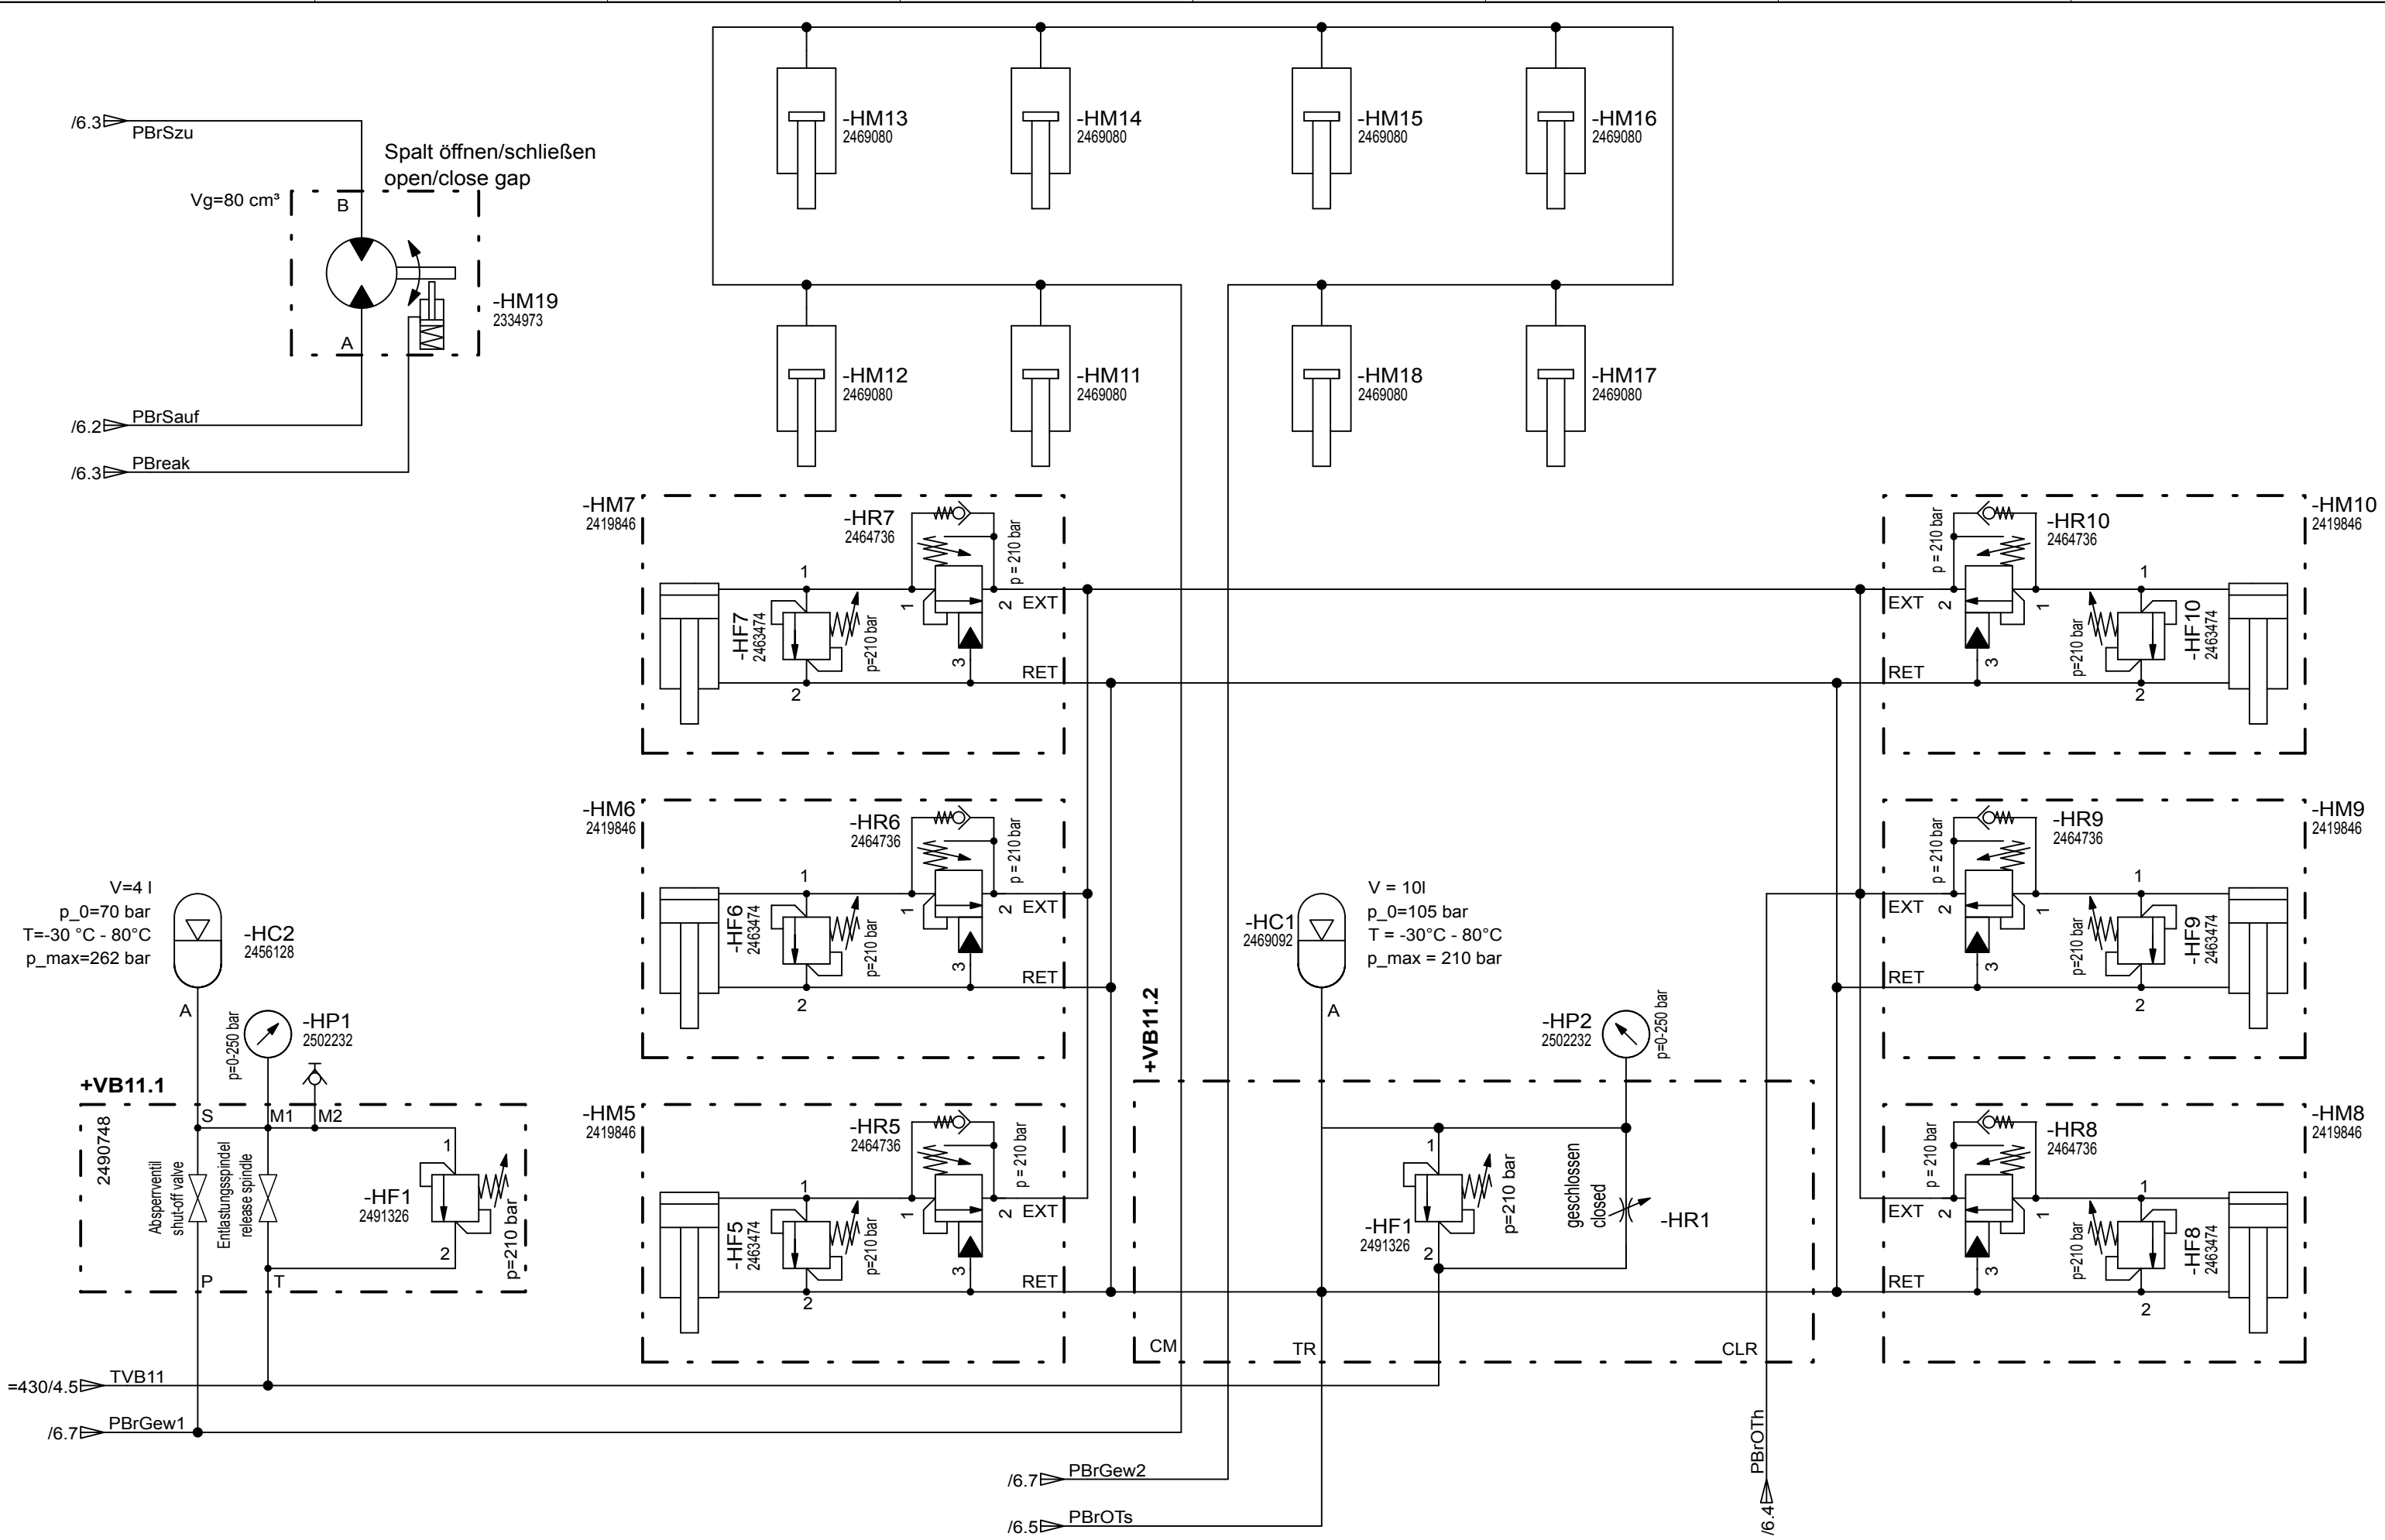 /6.3
PBrSzu
Spalt öffnen/schließen
open/close gap
Vg=80 cm³
B
A
-HM19
2334973
/6.2
PBrSauf
/6.3
PBreak
-HM13
2469080
-HM14
2469080
-HM15
2469080
-HM16
2469080
-HM12
2469080
-HM11
2469080
-HM18
2469080
-HM17
2469080
-HM7
2419846
-HR7
2464736
p = 210 bar
1
1
2
EXT
-HF7
2463474
p=210 bar
3
2
RET
-HM10
2419846
p = 210 bar
-HR10
2464736
EXT
2
1
1
p=210 bar
-HF10
2463474
3
RET
2
-HM6
2419846
-HR6
2464736
p = 210 bar
1
1
2
EXT
-HF6
2463474
p=210 bar
3
2
RET
-HM9
2419846
p = 210 bar
-HR9
2464736
EXT
2
1
1
p=210 bar
-HF9
2463474
3
RET
2
V=4 l
p_0=70 bar
T=-30 °C - 80°C
p_max=262 bar
-HC2
2456128
A
p=0-250 bar
-HP1
2502232
+VB11.1
2490748
S
M1
M2
Absperrventil
shut-off valve
Entlastungsspindel
release spindle
1
-HF1
2491326
2
p=210 bar
P
T
-HM5
2419846
-HR5
2464736
p = 210 bar
1
1
2
EXT
-HF5
2463474
p=210 bar
3
2
RET
-HC1
2469092
V = 10l
p_0=105 bar
T = -30°C - 80°C
p_max = 210 bar
A
+VB11.2
-HP2
2502232
p=0-250 bar
1
-HF1
2491326
2
p=210 bar
geschlossen
closed
-HR1
CM
TR
CLR
-HM8
2419846
p = 210 bar
-HR8
2464736
EXT
2
1
1
p=210 bar
-HF8
2463474
3
RET
2
=430/4.5
TVB11
/6.7
PBrGew1
/6.7
PBrGew2
/6.5
PBrOTs
PBrOTh
/6.4